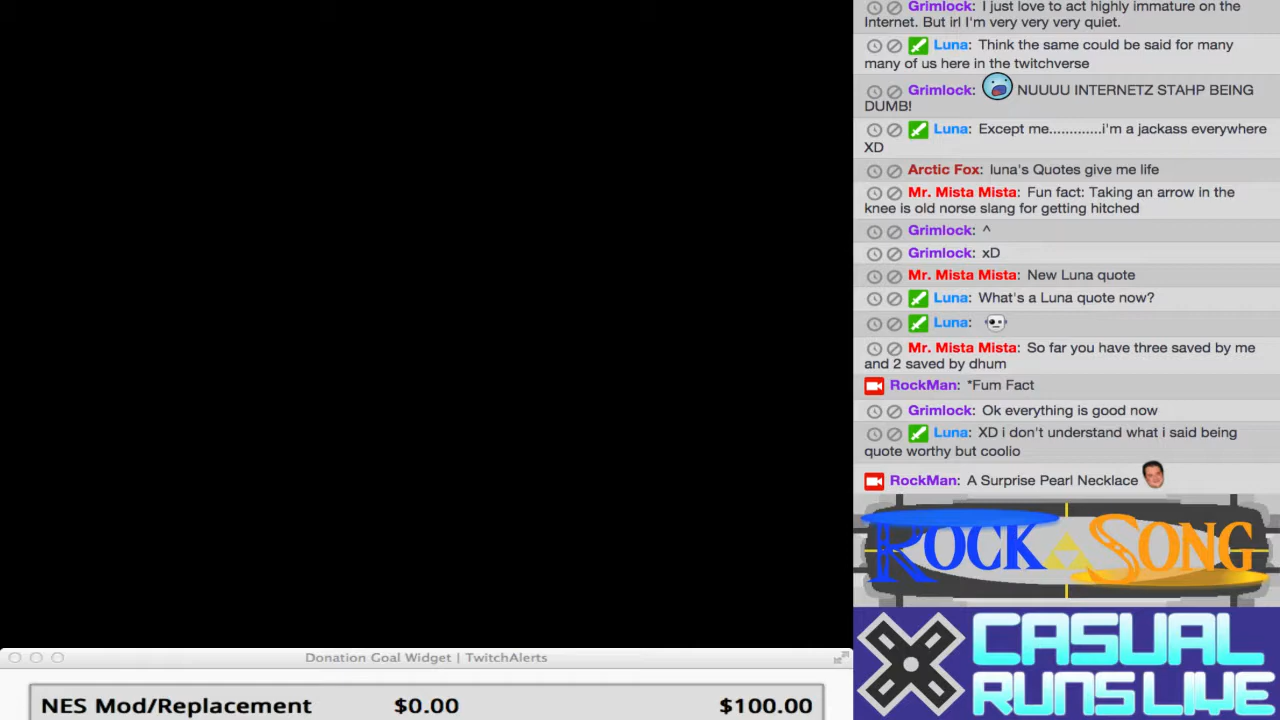 Grimlock: I just love to act highly immature on the
Internet. But irl I'm very very very quiet.
Luna: Think the same could be said for many
many of us here in the twitchverse
Grimlock: NUUUU INTERNETZ STAHP BEING
DUMB!
Luna: Except me.............i'm a jackass everywhere
XD
Arctic Fox: luna's Quotes give me life
Mr. Mista Mista: Fun fact: Taking an arrow in the
knee is old norse slang for getting hitched
Grimlock: ^
Grimlock: xD
Mr. Mista Mista: New Luna quote
Luna: What's a Luna quote now?
Luna:
Mr. Mista Mista: So far you have three saved by me
and 2 saved by dhum
RockMan: *Fum Fact
Grimlock: Ok everything is good now
Luna: XD i don't understand what i said being
quote worthy but coolio
RockMan: A Surprise Pearl Necklace
ROCK SONG
CASUAL
RUNS LIVE
Donation Goal Widget | TwitchAlerts
NES Mod/Replacement $0.00 $100.00